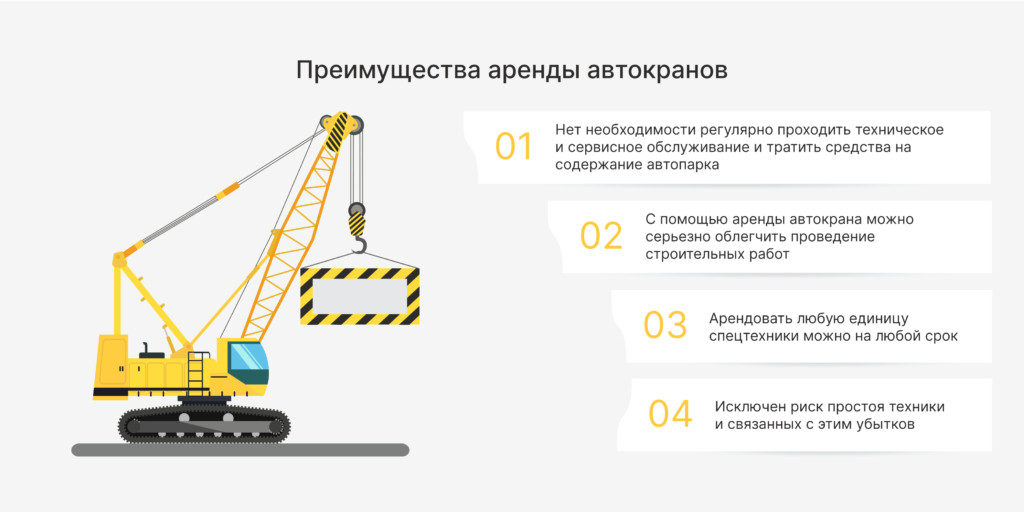 Преимущества аренды автокранов
01
Нет необходимости регулярно проходить техническое
и сервисное обслуживание и тратить средства на
содержание автопарка
02
С помощью аренды автокрана можно
серьезно облегчить проведение
строительных работ
03
Арендовать любую единицу
спецтехники можно на любой срок
04
Исключен риск простоя техники
и связанных с этим убытков